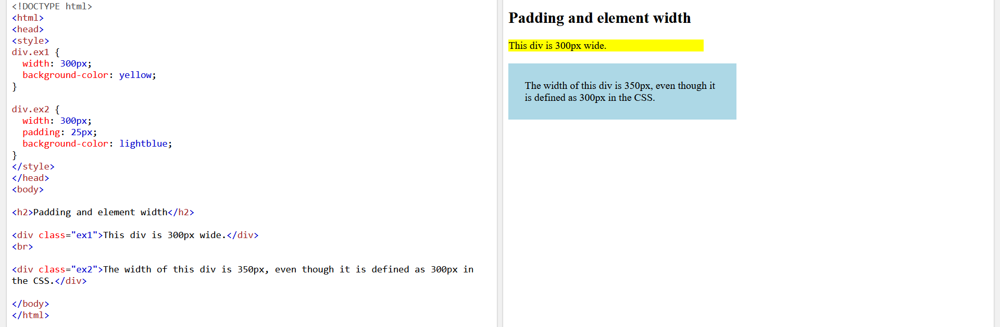 <!DOCTYPE html>
<html>
<head>
<style>
div.ex1 {
  width: 300px;
  background-color: yellow;
}

div.ex2 {
  width: 300px;
  padding: 25px;
  background-color: lightblue;
}
</style>
</head>
<body>

<h2>Padding and element width</h2>

<div class="ex1">This div is 300px wide.</div>
<br>

<div class="ex2">The width of this div is 350px, even though it is defined as 300px in
the CSS.</div>

</body>
</html>
Padding and element width
This div is 300px wide.
The width of this div is 350px, even though it
is defined as 300px in the CSS.